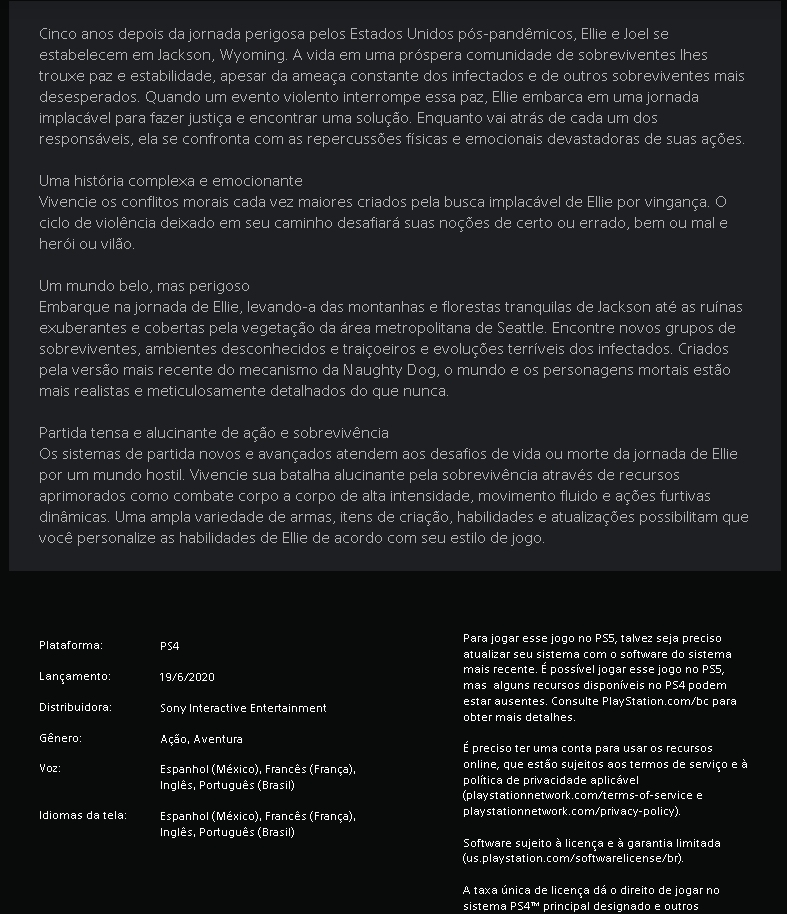 Cinco anos depois da jornada perigosa pelos Estados Unidos pós-pandêmicos, Ellie e Joel se
estabelecem em Jackson, Wyoming. A vida em uma próspera comunidade de sobreviventes lhes
trouxe paz e estabilidade, apesar da ameaça constante dos infectados e de outros sobreviventes mais
desesperados. Quando um evento violento interrompe essa paz, Ellie embarca em uma jornada
implacável para fazer justiça e encontrar uma solução. Enquanto vai atrás de cada um dos
responsáveis, ela se confronta com as repercussões físicas e emocionais devastadoras de suas ações.
Uma história complexa e emocionante
Vivencie os conflitos morais cada vez maiores criados pela busca implacável de Ellie por vingança. O
ciclo de violência deixado em seu caminho desafiará suas noções de certo ou errado, bem ou mal e
herói ou vilão.
Um mundo belo, mas perigoso
Embarque na jornada de Ellie, levando-a das montanhas e florestas tranquilas de Jackson até as ruínas
exuberantes e cobertas pela vegetação da área metropolitana de Seattle. Encontre novos grupos de
sobreviventes, ambientes desconhecidos e traiçoeiros e evoluções terríveis dos infectados. Criados
pela versão mais recente do mecanismo da Naughty Dog, o mundo e os personagens mortais estão
mais realistas e meticulosamente detalhados do que nunca.
Partida tensa e alucinante de ação e sobrevivência
Os sistemas de partida novos e avançados atendem aos desafios de vida ou morte da jornada de Ellie
por um mundo hostil. Vivencie sua batalha alucinante pela sobrevivência através de recursos
aprimorados como combate corpo a corpo de alta intensidade, movimento fluido e ações furtivas
dinâmicas. Uma ampla variedade de armas, itens de criação, habilidades e atualizações possibilitam que
você personalize as habilidades de Ellie de acordo com seu estilo de jogo.
Plataforma: PS4
Lançamento: 19/6/2020
Distribuidora: Sony Interactive Entertainment
Gênero: Ação, Aventura
Voz: Espanhol (México), Francês (França),
Inglês, Português (Brasil)
Idiomas da tela: Espanhol (México), Francês (França),
Inglês, Português (Brasil)
Para jogar esse jogo no PS5, talvez seja preciso
atualizar seu sistema com o software do sistema
mais recente. É possível jogar esse jogo no PS5,
mas alguns recursos disponíveis no PS4 podem
estar ausentes. Consulte PlayStation.com/bc para
obter mais detalhes.
É preciso ter uma conta para usar os recursos
online, que estão sujeitos aos termos de serviço e à
política de privacidade aplicável
(playstationnetwork.com/terms-of-service e
playstationnetwork.com/privacy-policy).
Software sujeito à licença e à garantia limitada
(us.playstation.com/softwarelicense/br).
A taxa única de licença dá o direito de jogar no
sistema PS4™ principal designado e outros